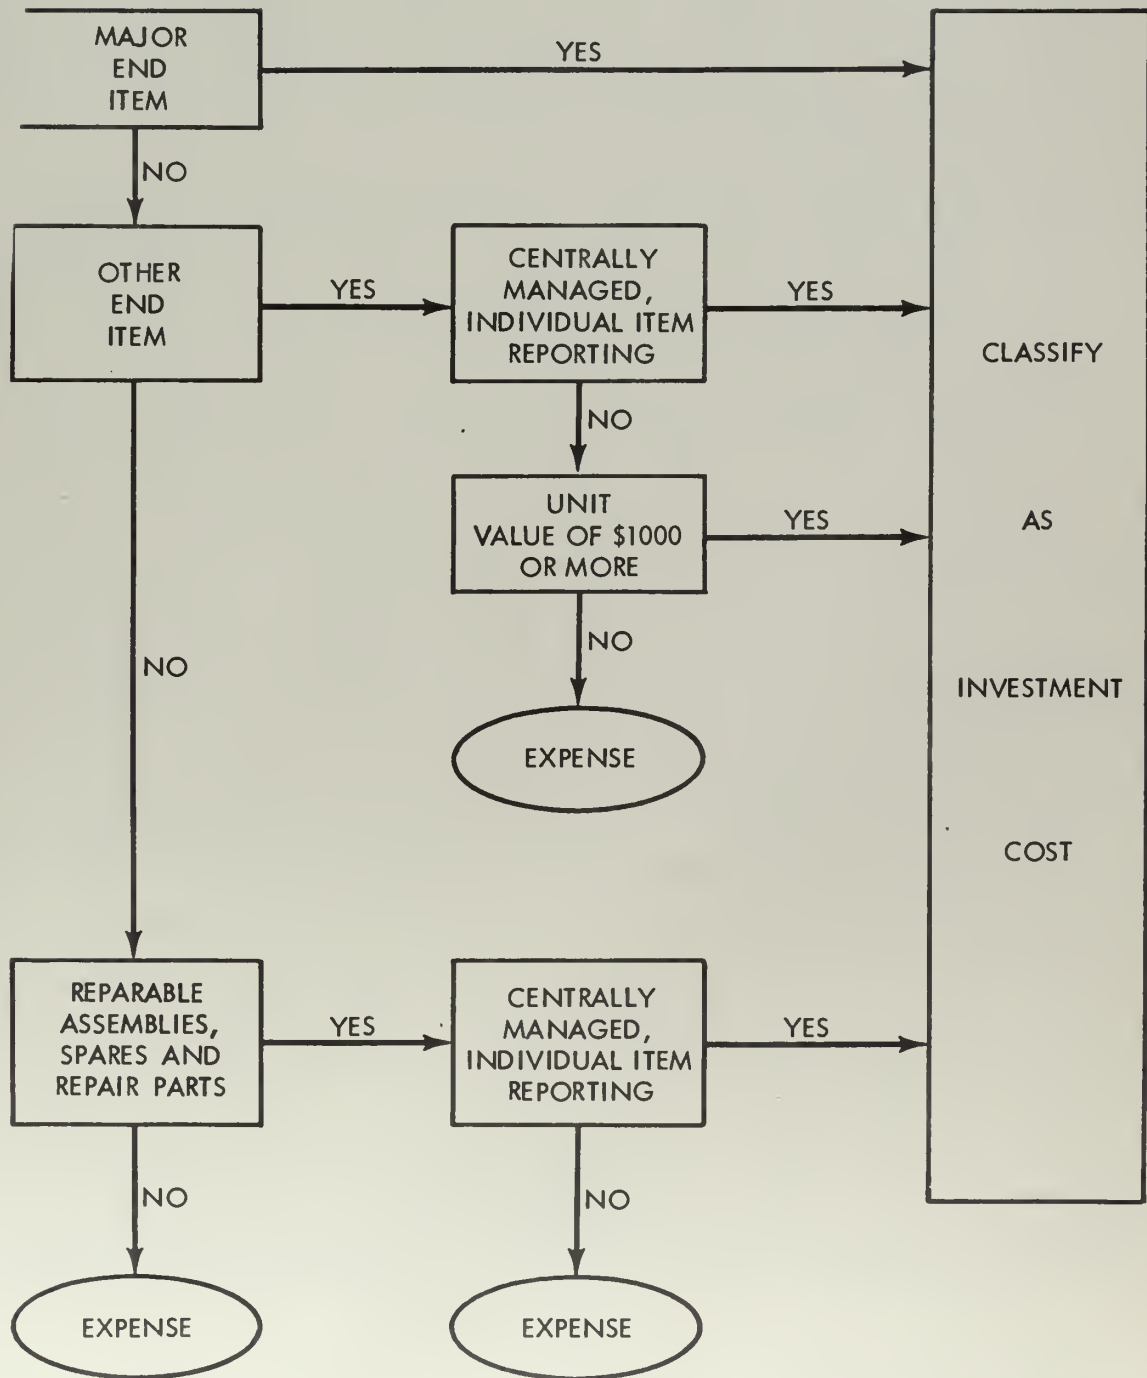 MAJOR
END
ITEM
YES
NO
OTHER
END
ITEM
YES
CENTRALLY
MANAGED,
INDIVIDUAL ITEM
REPORTING
YES
NO
UNIT
VALUE OF $1000
OR MORE
YES
NO
EXPENSE
NO
REPARABLE
ASSEMBLIES,
SPARES AND
REPAIR PARTS
YES
CENTRALLY
MANAGED,
INDIVIDUAL ITEM
REPORTING
YES
NO
EXPENSE
NO
EXPENSE
CLASSIFY
AS
INVESTMENT
COST